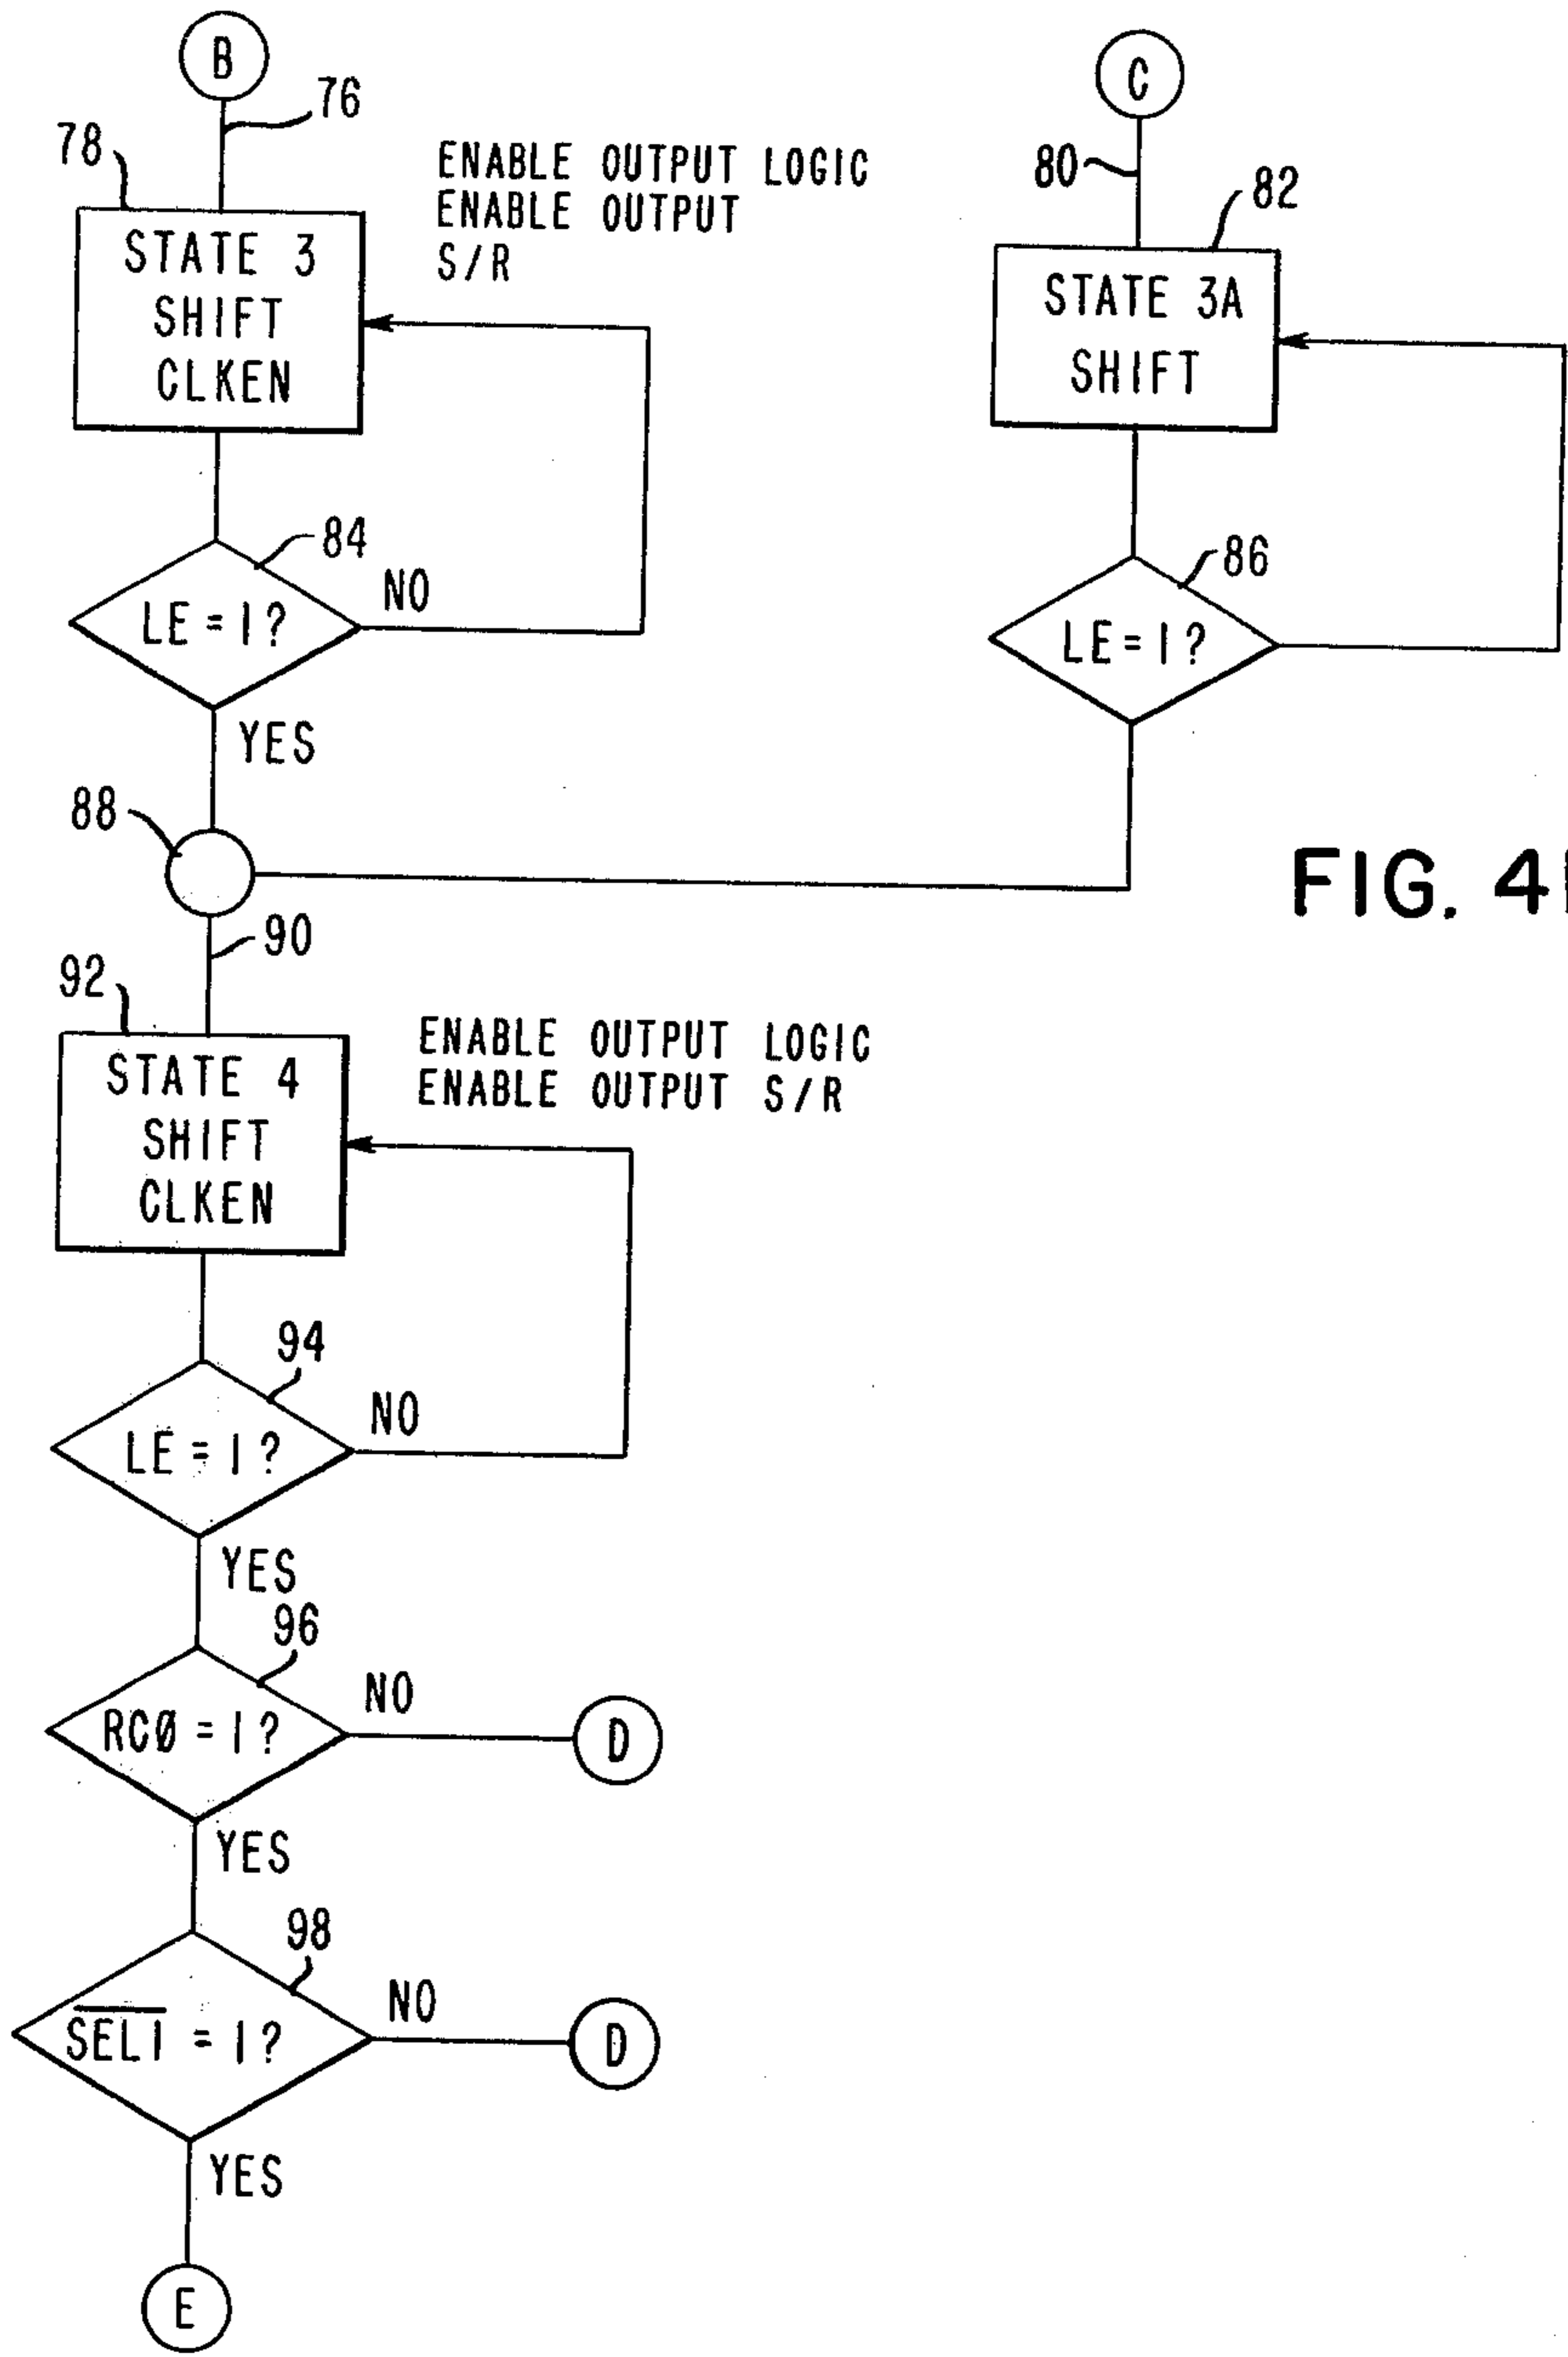 B
76
78
ENABLE OUTPUT LOGIC
ENABLE OUTPUT
S/R
STATE 3
SHIFT
CLKEN
84
LE = 1?
NO
YES
C
80
82
STATE 3A
SHIFT
86
LE = 1?
88
FIG. 4
90
92
ENABLE OUTPUT LOGIC
ENABLE OUTPUT S/R
STATE 4
SHIFT
CLKEN
94
LE = 1?
NO
YES
96
RCØ = 1?
NO
D
YES
98
S̅E̅L̅1̅ = 1?
NO
D
YES
E